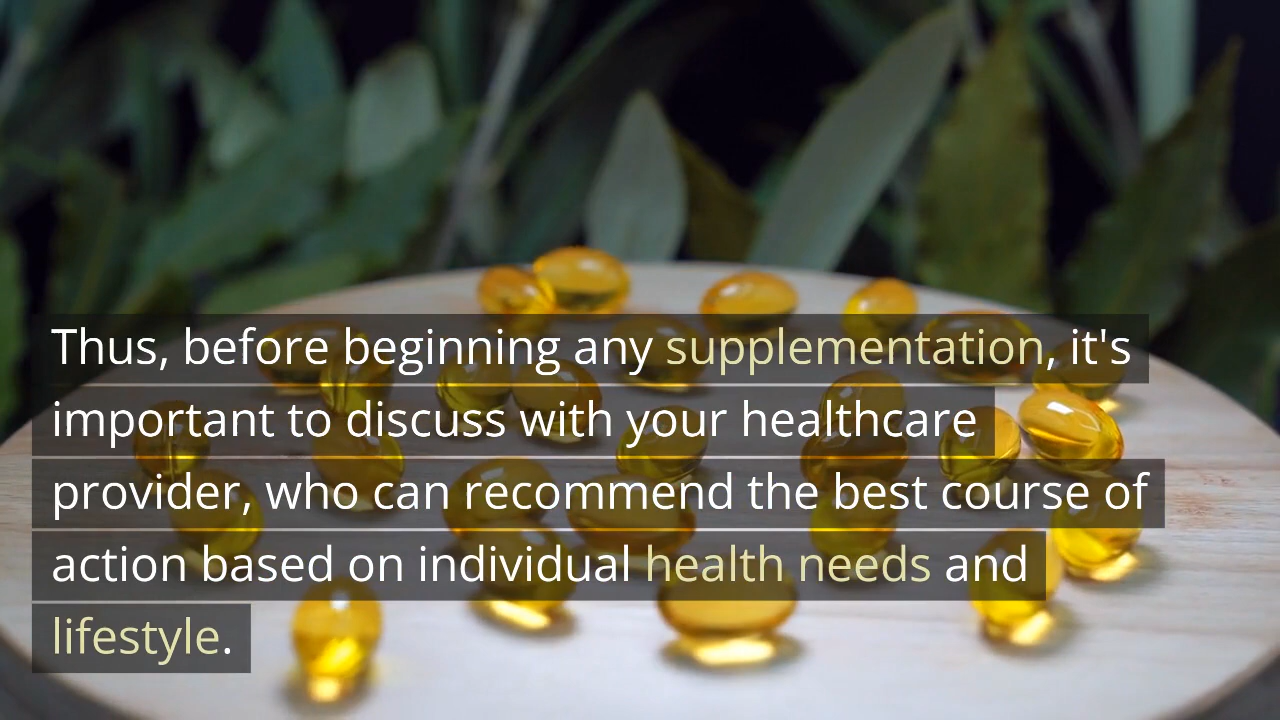 Thus, before beginning any supplementation, it's
important to discuss with your healthcare
provider, who can recommend the best course of
action based on individual health needs and
lifestyle.